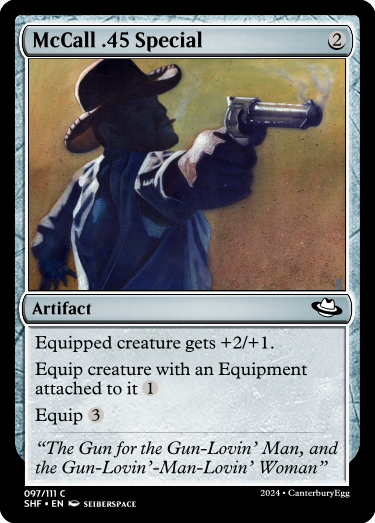 McCall .45 Special
2
Artifact
Equipped creature gets +2/+1.
Equip creature with an Equipment
attached to it 1
Equip 3
“The Gun for the Gun-Lovin’ Man, and
the Gun-Lovin’-Man-Lovin’ Woman”
097/111 C
SHF • EN SEIBERSPACE
2024 • CanterburyEgg